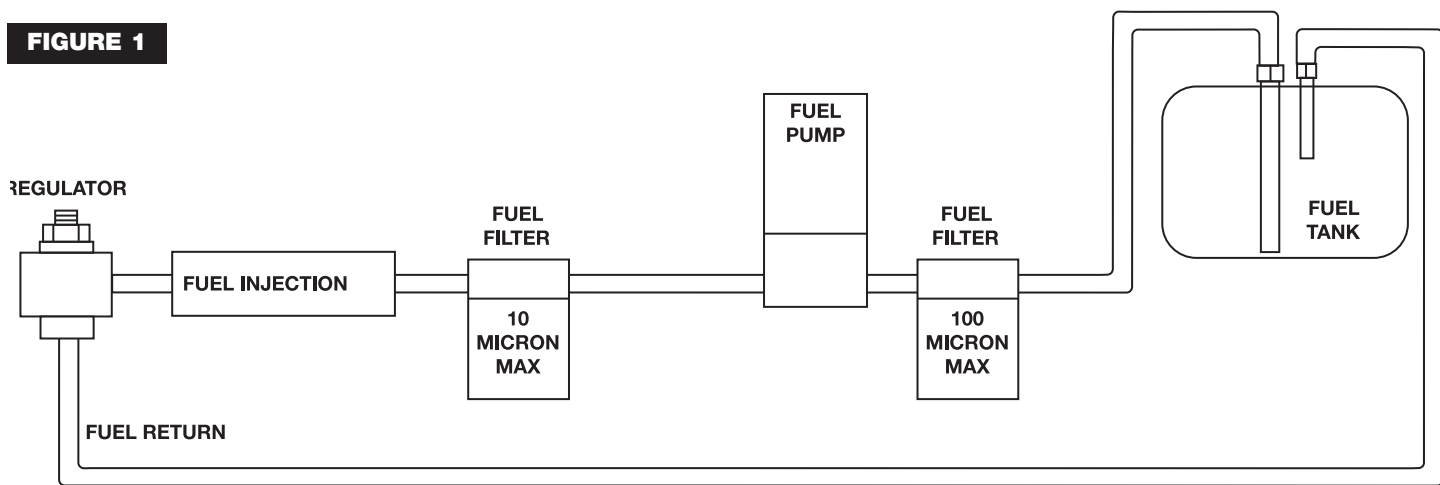 FIGURE 1
REGULATOR
FUEL INJECTION
FUEL
FILTER
10
MICRON
MAX
FUEL
PUMP
FUEL
FILTER
100
MICRON
MAX
FUEL
TANK
FUEL RETURN